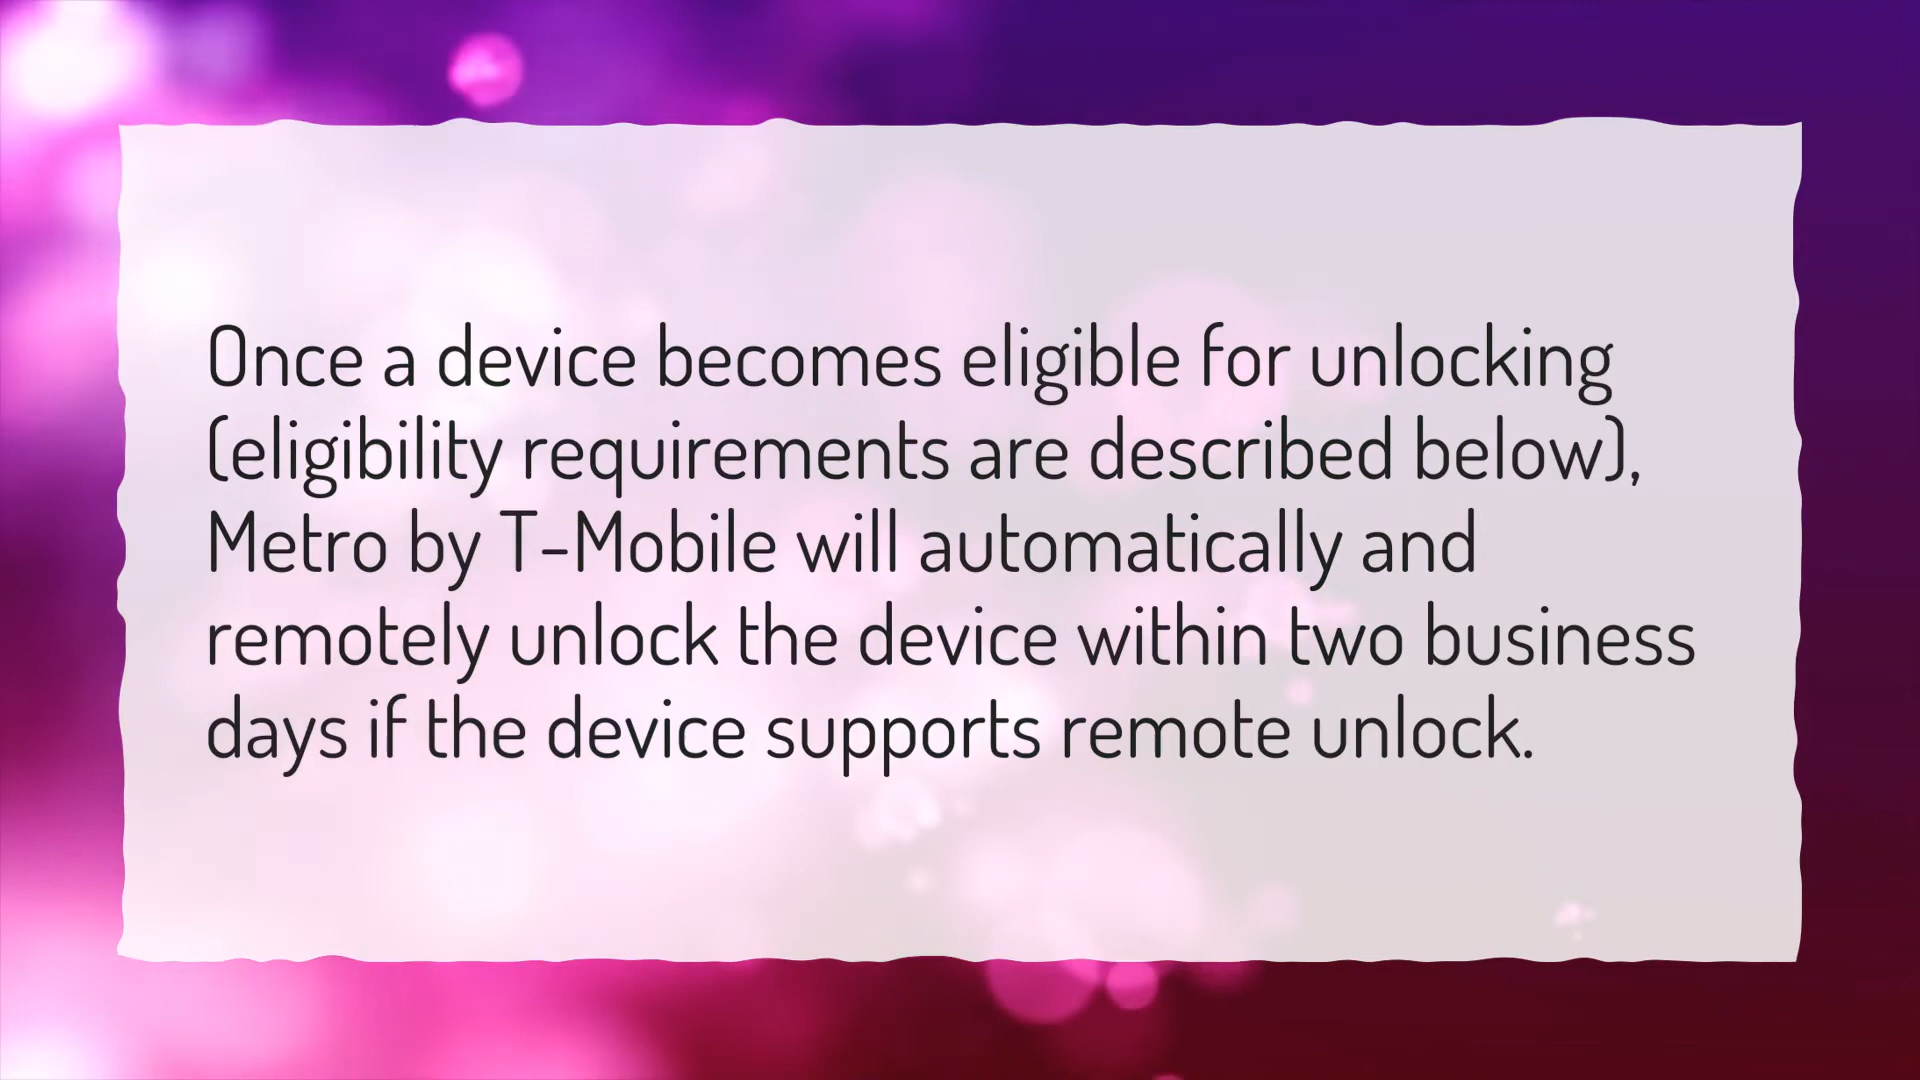 Once a device becomes eligible for unlocking
(eligibility requirements are described below),
Metro by T-Mobile will automatically and
remotely unlock the device within two business
days if the device supports remote unlock.